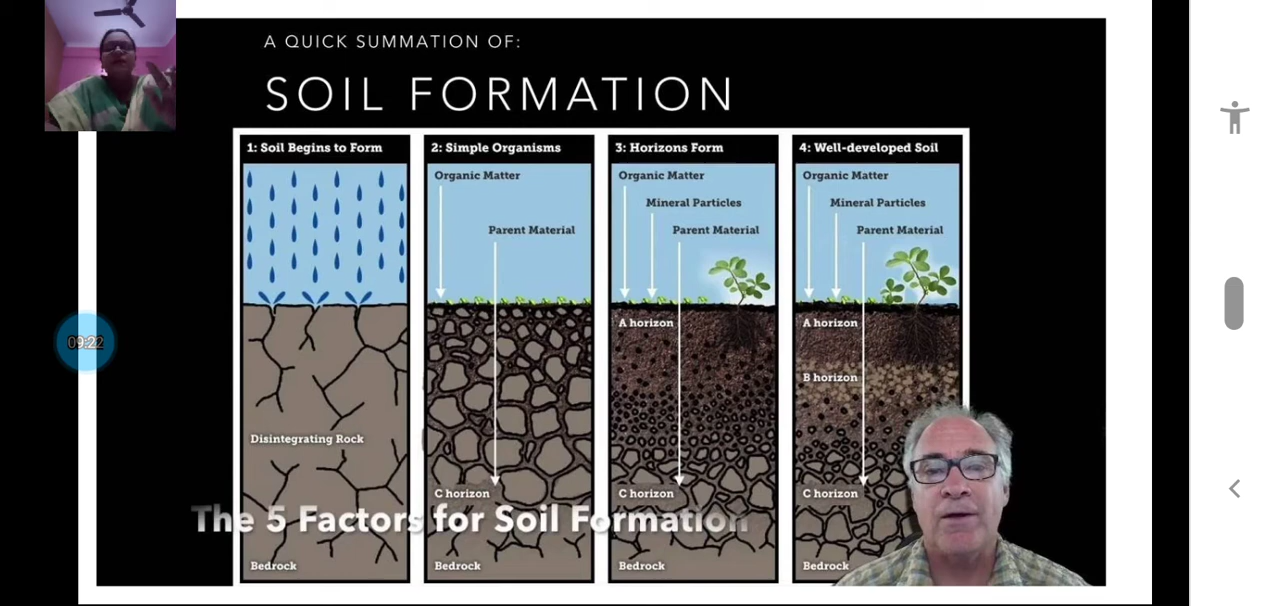 A QUICK SUMMATION OF:
SOIL FORMATION
1: Soil Begins to Form
Disintegrating Rock
Bedrock
2: Simple Organisms
Organic Matter
Parent Material
C horizon
Bedrock
3: Horizons Form
Organic Matter
Mineral Particles
Parent Material
A horizon
C horizon
Bedrock
4: Well-developed Soil
Organic Matter
Mineral Particles
Parent Material
A horizon
B horizon
C horizon
Bedrock
The 5 Factors for Soil Formation
09:22